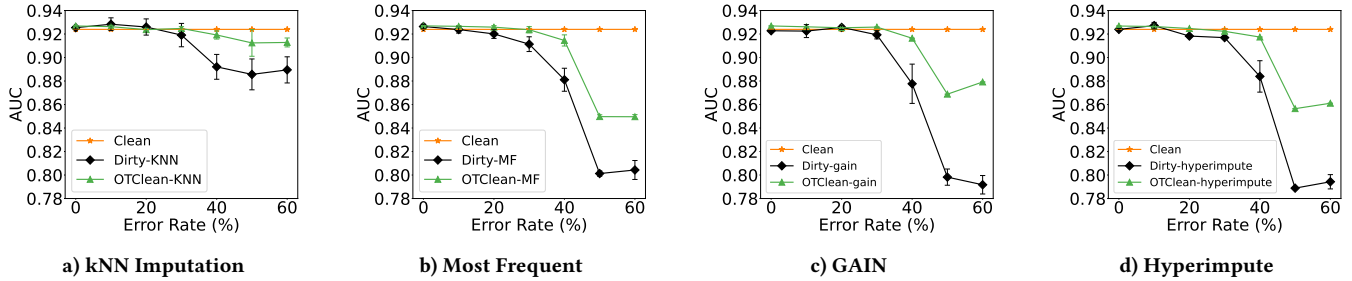 0.94
0.92
0.90
0.88
0.86
0.84
0.82
0.80
0.78
AUC
Clean
Dirty-KNN
OTClean-KNN
0 20 40 60
Error Rate (%)
a) kNN Imputation
0.94
0.92
0.90
0.88
0.86
0.84
0.82
0.80
0.78
AUC
Clean
Dirty-MF
OTClean-MF
0 20 40 60
Error Rate (%)
b) Most Frequent
0.94
0.92
0.90
0.88
0.86
0.84
0.82
0.80
0.78
AUC
Clean
Dirty-gain
OTClean-gain
0 20 40 60
Error Rate (%)
c) GAIN
0.94
0.92
0.90
0.88
0.86
0.84
0.82
0.80
0.78
AUC
Clean
Dirty-hyperimpute
OTClean-hyperimpute
0 20 40 60
Error Rate (%)
d) Hyperimpute